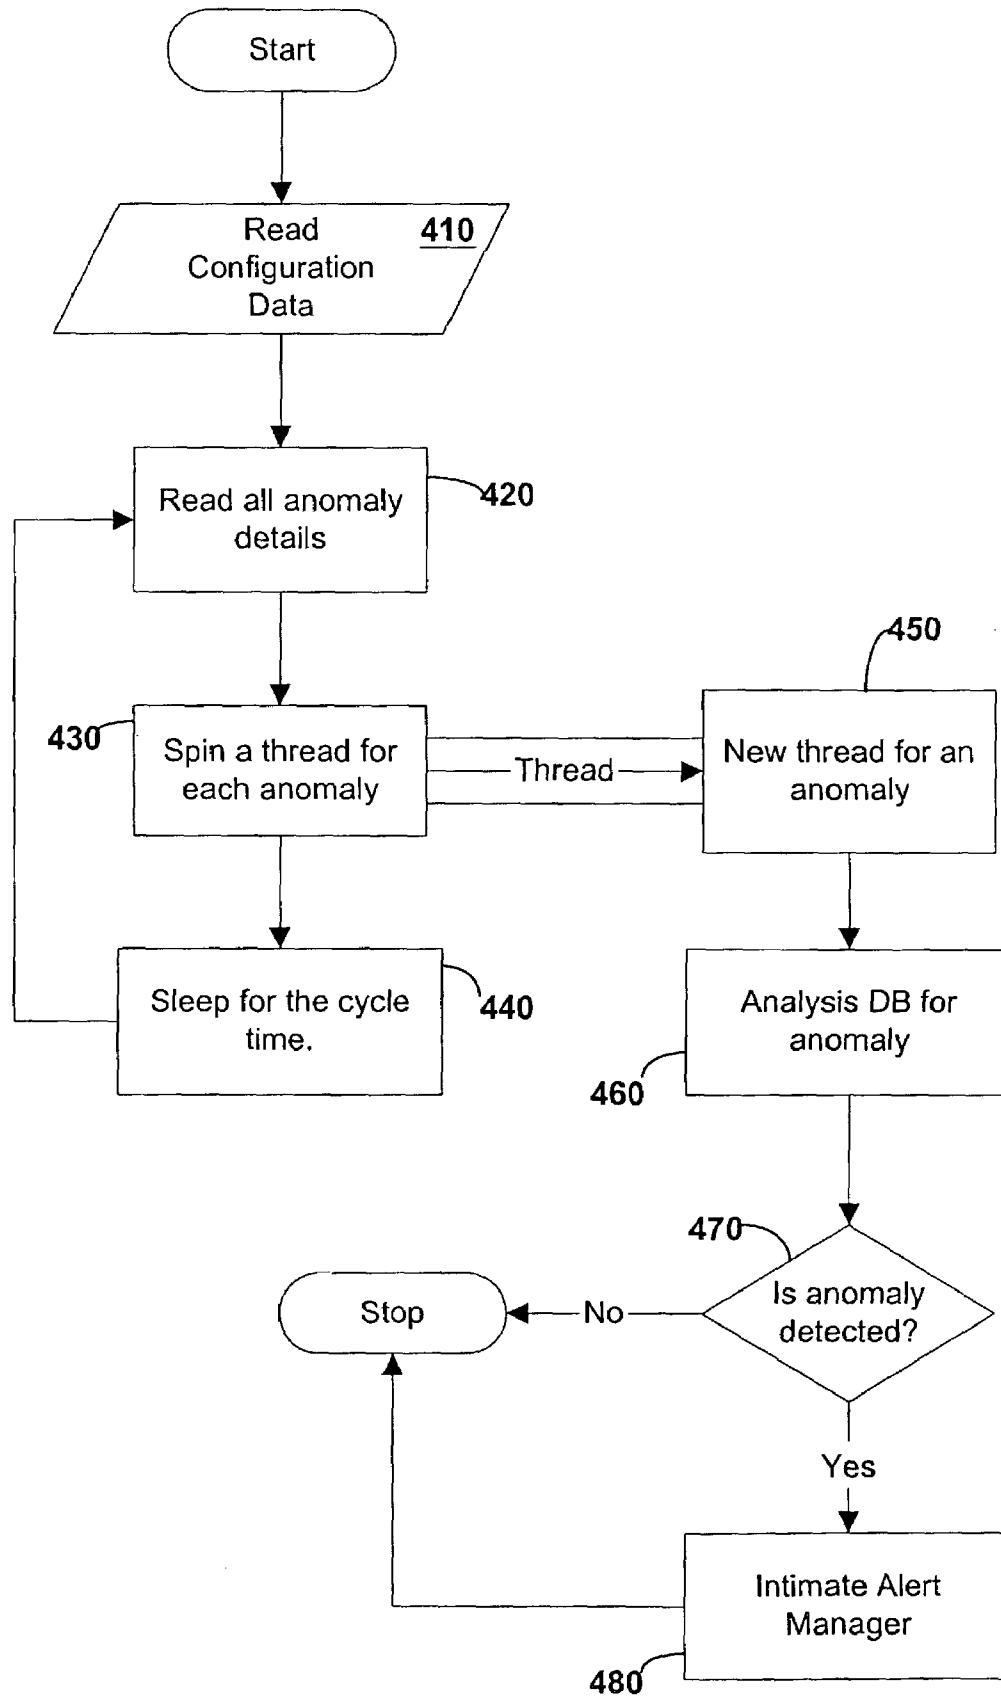 Start
Read
Configuration
Data
410
Read all anomaly
details
420
430
Spin a thread for
each anomaly
Thread
450
New thread for an
anomaly
Sleep for the cycle
time.
440
Analysis DB for
anomaly
460
470
Is anomaly
detected?
No
Stop
Yes
Intimate Alert
Manager
480